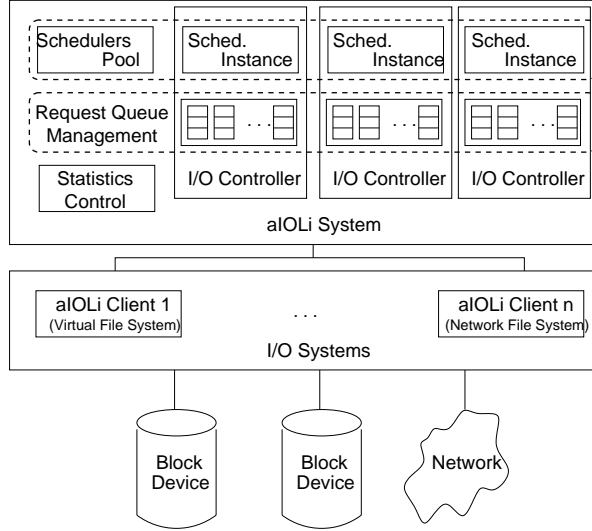 Schedulers
Pool
Sched.
Instance
Sched.
Instance
Sched.
Instance
Request Queue
Management
. . .
. . .
. . .
Statistics
Control
I/O Controller
I/O Controller
I/O Controller
aIOLi System
aIOLi Client 1
(Virtual File System)
. . .
aIOLi Client n
(Network File System)
I/O Systems
Block
Device
Block
Device
Network